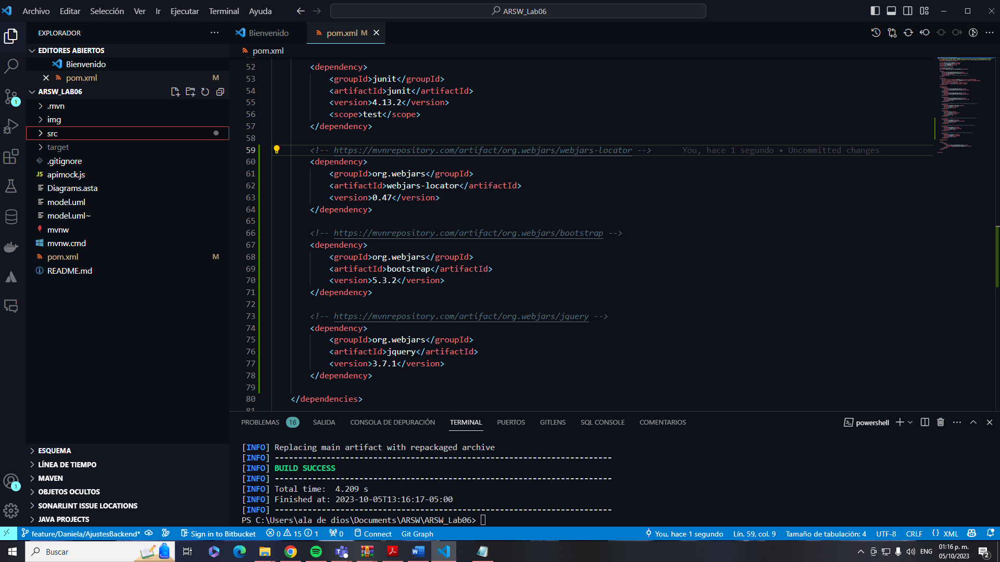 Archivo Editar Selección Ver Ir Ejecutar Terminal Ayuda
ARSW_Lab06
EXPLORADOR
EDITORES ABIERTOS
Bienvenido
pom.xml M
ARSW_LAB06
.mvn
img
src
target
.gitignore
JS apimock.js
Diagrams.asta
model.uml
model.uml~
mvnw
mvnw.cmd
pom.xml M
README.md
ESQUEMA
LÍNEA DE TIEMPO
MAVEN
OBJETOS OCULTOS
SONARLINT ISSUE LOCATIONS
JAVA PROJECTS
1
1
Bienvenido
pom.xml M
pom.xml
52 <dependency>
53 <groupId>junit</groupId>
54 <artifactId>junit</artifactId>
55 <version>4.13.2</version>
56 <scope>test</scope>
57 </dependency>
58
59 <!-- https://mvnrepository.com/artifact/org.webjars/webjars-locator --> You, hace 1 segundo • Uncommitted changes
60 <dependency>
61 <groupId>org.webjars</groupId>
62 <artifactId>webjars-locator</artifactId>
63 <version>0.47</version>
64 </dependency>
65
66 <!-- https://mvnrepository.com/artifact/org.webjars/bootstrap -->
67 <dependency>
68 <groupId>org.webjars</groupId>
69 <artifactId>bootstrap</artifactId>
70 <version>5.3.2</version>
71 </dependency>
72
73 <!-- https://mvnrepository.com/artifact/org.webjars/jquery -->
74 <dependency>
75 <groupId>org.webjars</groupId>
76 <artifactId>jquery</artifactId>
77 <version>3.7.1</version>
78 </dependency>
79
80 </dependencies>
81
PROBLEMAS 16 SALIDA CONSOLA DE DEPURACIÓN TERMINAL PUERTOS GITLENS SQL CONSOLE COMENTARIOS
powershell
[INFO] Replacing main artifact with repackaged archive
[INFO] ------------------------------------------------------------------------
[INFO] BUILD SUCCESS
[INFO] ------------------------------------------------------------------------
[INFO] Total time:  4.209 s
[INFO] Finished at: 2023-10-05T13:16:17-05:00
[INFO] ------------------------------------------------------------------------
PS C:\Users\ala de dios\Documents\ARSW\ARSW_Lab06>
feature/Daniela/AjustesBackend* Sign in to Bitbucket 0 15 1 0 Connect Git Graph You, hace 1 segundo Lín. 59, col. 9 Tamaño de tabulación: 4 UTF-8 CRLF {} XML
Buscar
ENG
01:16 p. m.
05/10/2023
2